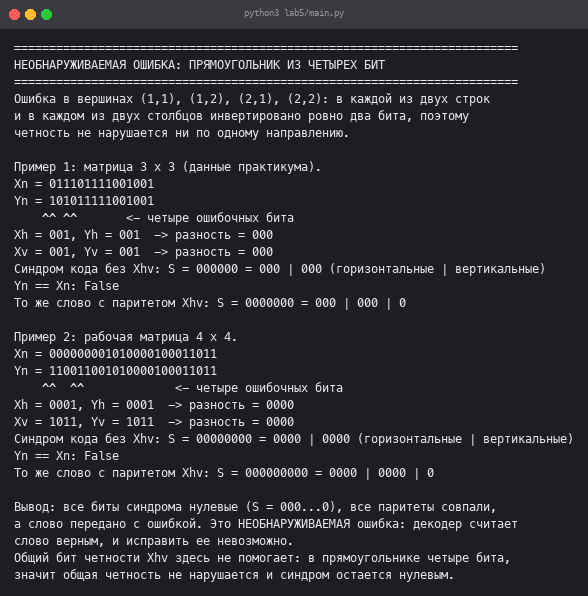 python3 lab5/main.py
========================================================================
НЕОБНАРУЖИВАЕМАЯ ОШИБКА: ПРЯМОУГОЛЬНИК ИЗ ЧЕТЫРЕХ БИТ
========================================================================
Ошибка в вершинах (1,1), (1,2), (2,1), (2,2): в каждой из двух строк
и в каждом из двух столбцов инвертировано ровно два бита, поэтому
четность не нарушается ни по одному направлению.

Пример 1: матрица 3 x 3 (данные практикума).
Xn = 011101111001001
Yn = 101011111001001
    ^^ ^^       <— четыре ошибочных бита
Xh = 001, Yh = 001  —> разность = 000
Xv = 001, Yv = 001  —> разность = 000
Синдром кода без Xhv: S = 000000 = 000 | 000 (горизонтальные | вертикальные)
Yn == Xn: False
То же слово с паритетом Xhv: S = 0000000 = 000 | 000 | 0

Пример 2: рабочая матрица 4 x 4.
Xn = 000000001010000100011011
Yn = 110011001010000100011011
    ^^  ^^             <— четыре ошибочных бита
Xh = 0001, Yh = 0001  —> разность = 0000
Xv = 1011, Yv = 1011  —> разность = 0000
Синдром кода без Xhv: S = 00000000 = 0000 | 0000 (горизонтальные | вертикальные)
Yn == Xn: False
То же слово с паритетом Xhv: S = 000000000 = 0000 | 0000 | 0

Вывод: все биты синдрома нулевые (S = 000...0), все паритеты совпали,
а слово передано с ошибкой. Это НЕОБНАРУЖИВАЕМАЯ ошибка: декодер считает
слово верным, и исправить ее невозможно.
Общий бит четности Xhv здесь не помогает: в прямоугольнике четыре бита,
значит общая четность не нарушается и синдром остается нулевым.